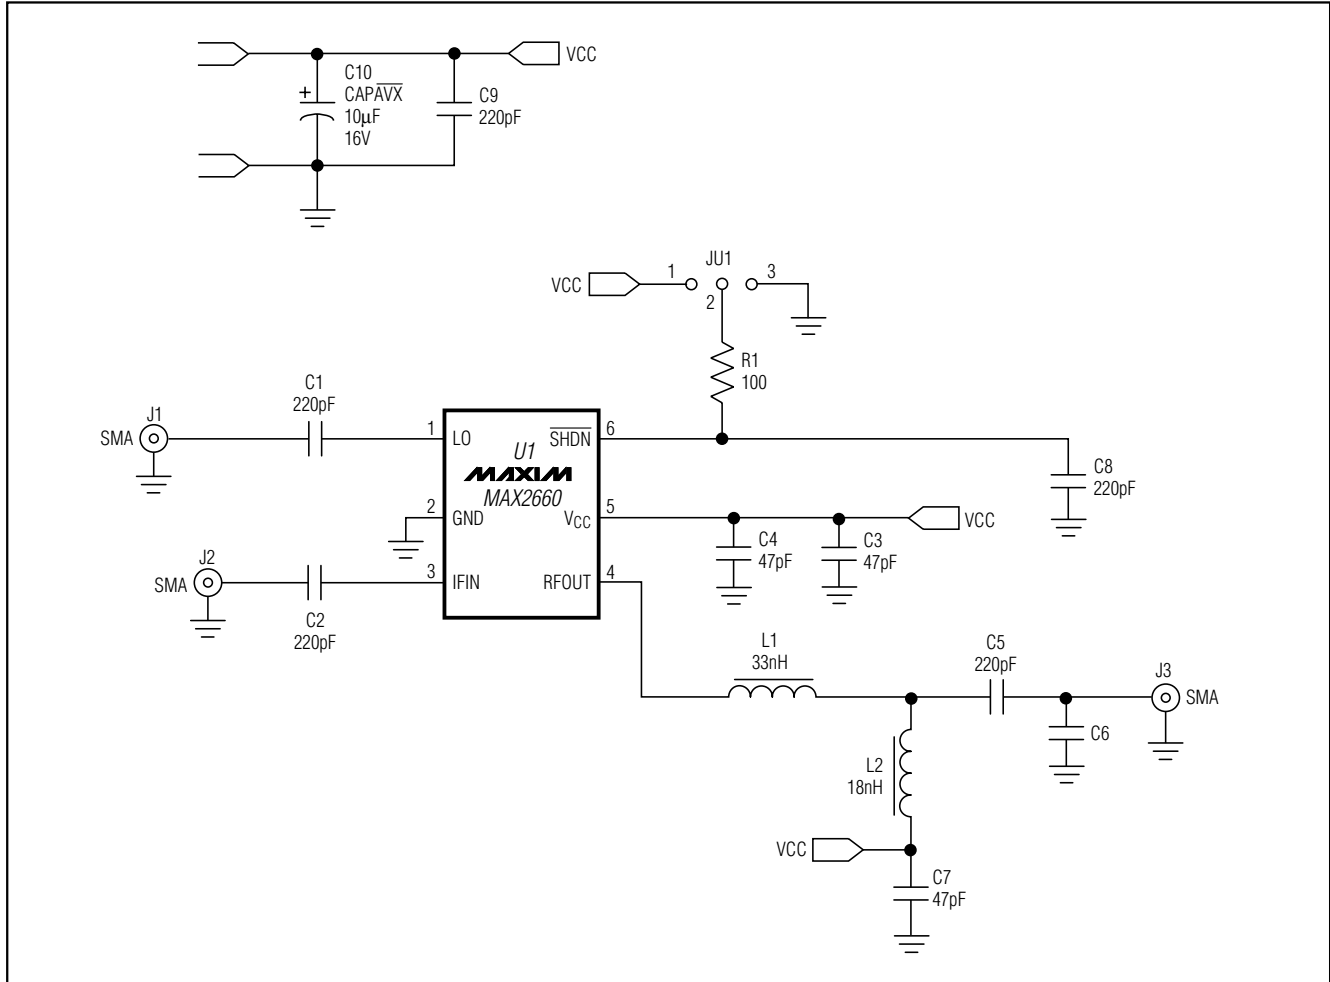 VCC
C10
CAPAVX
10µF
16V
+
C9
220pF
JU1
VCC
1
2
3
R1
100
C1
220pF
J1
SMA
1
LO
U1
MAXIM
MAX2660
SHDN
6
C8
220pF
2
GND
VCC
5
VCC
C4
47pF
C3
47pF
J2
SMA
3
IFIN
RFOUT
4
C2
220pF
L1
33nH
C5
220pF
J3
SMA
C6
L2
18nH
VCC
C7
47pF